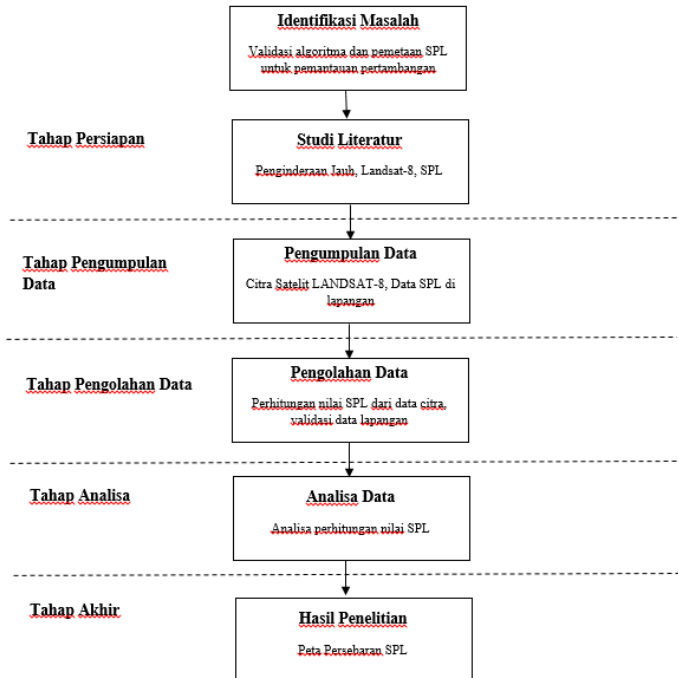 Identifikasi Masalah
Validasi algoritma dan pemetaan SPL
untuk pemantauan pertambangan
Tahap Persiapan
Studi Literatur
Penginderaan Jauh, Landsat-8, SPL
Tahap Pengumpulan
Data
Pengumpulan Data
Citra Satelit LANDSAT-8, Data SPL di
lapangan
Tahap Pengolahan Data
Pengolahan Data
Perhitungan nilai SPL dari data citra,
validasi data lapangan
Tahap Analisa
Analisa Data
Analisa perhitungan nilai SPL
Tahap Akhir
Hasil Penelitian
Peta Persebaran SPL